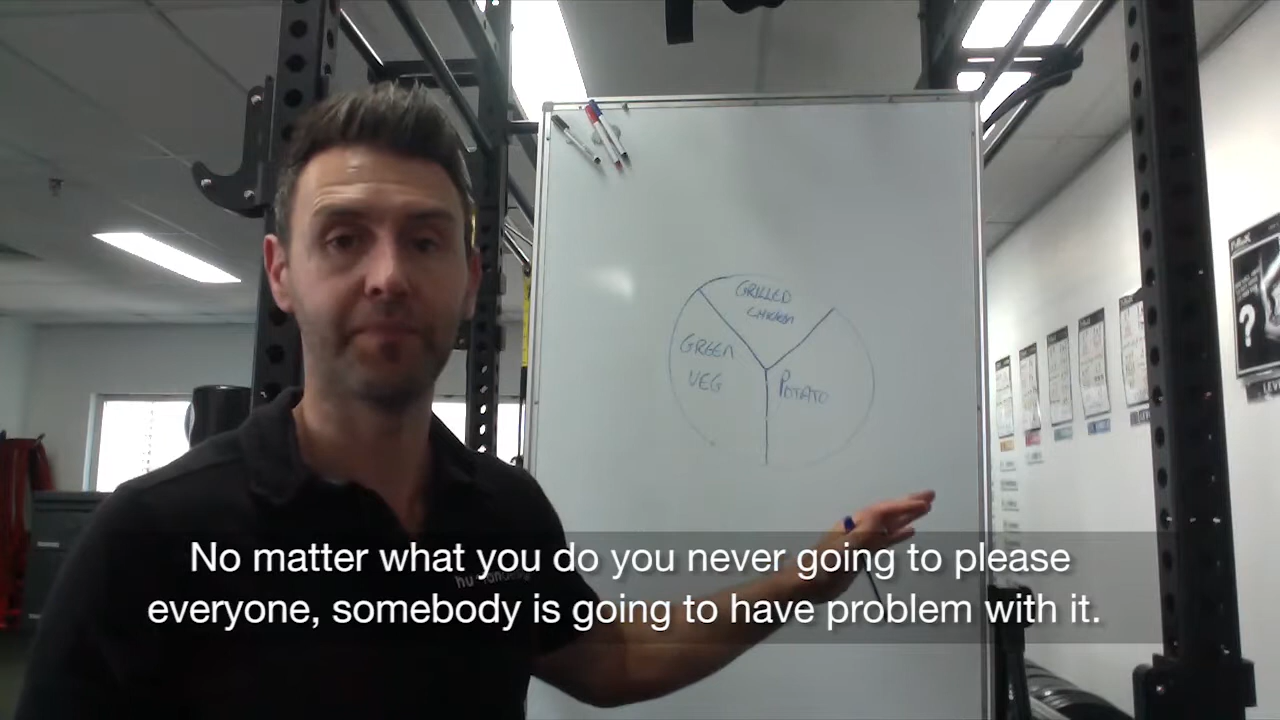 GRILLED
CHICKEN
GREEN
VEG
POTATO
?
LEVE
No matter what you do you never going to please
everyone, somebody is going to have problem with it.